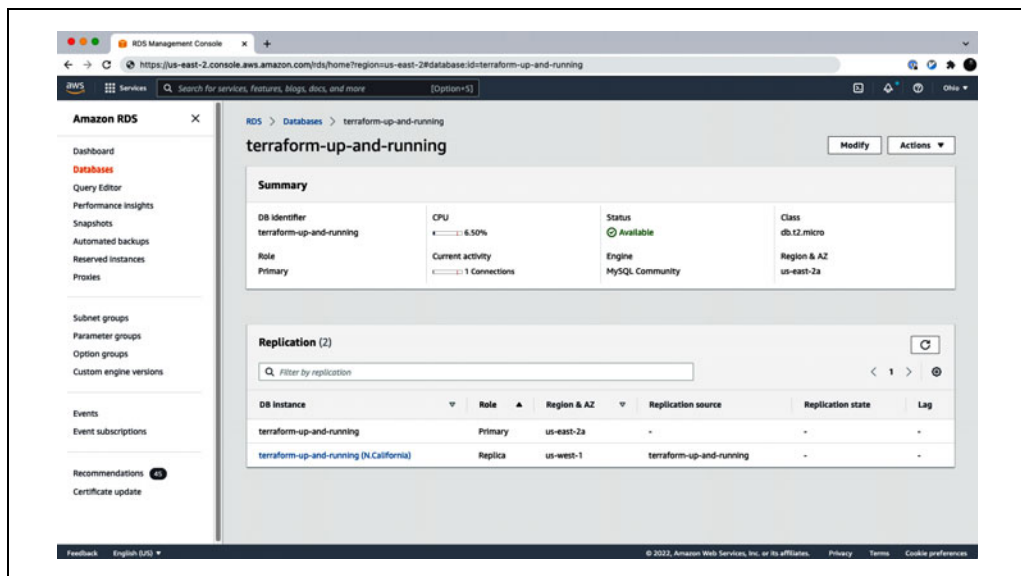 RDS Management Console
https://us-east-2.console.aws.amazon.com/rds/home?region=us-east-2#database:id=terraform-up-and-running
aws Services Search for services, features, blogs, docs, and more [Option+S] Ohio
Amazon RDS
Dashboard
Databases
Query Editor
Performance insights
Snapshots
Automated backups
Reserved instances
Proxies
Subnet groups
Parameter groups
Option groups
Custom engine versions
Events
Event subscriptions
Recommendations 45
Certificate update
RDS > Databases > terraform-up-and-running
terraform-up-and-running Modify Actions
Summary
DB identifier CPU Status Class
terraform-up-and-running 6.50% Available db.t2.micro
Role Current activity Engine Region & AZ
Primary 1 Connections MySQL Community us-east-2a
Replication (2)
Filter by replication 1
DB instance Role Region & AZ Replication source Replication state Lag
terraform-up-and-running Primary us-east-2a - - -
terraform-up-and-running (N.California) Replica us-west-1 terraform-up-and-running - -
Feedback English (US) © 2022, Amazon Web Services, Inc. or its affiliates. Privacy Terms Cookie preferences